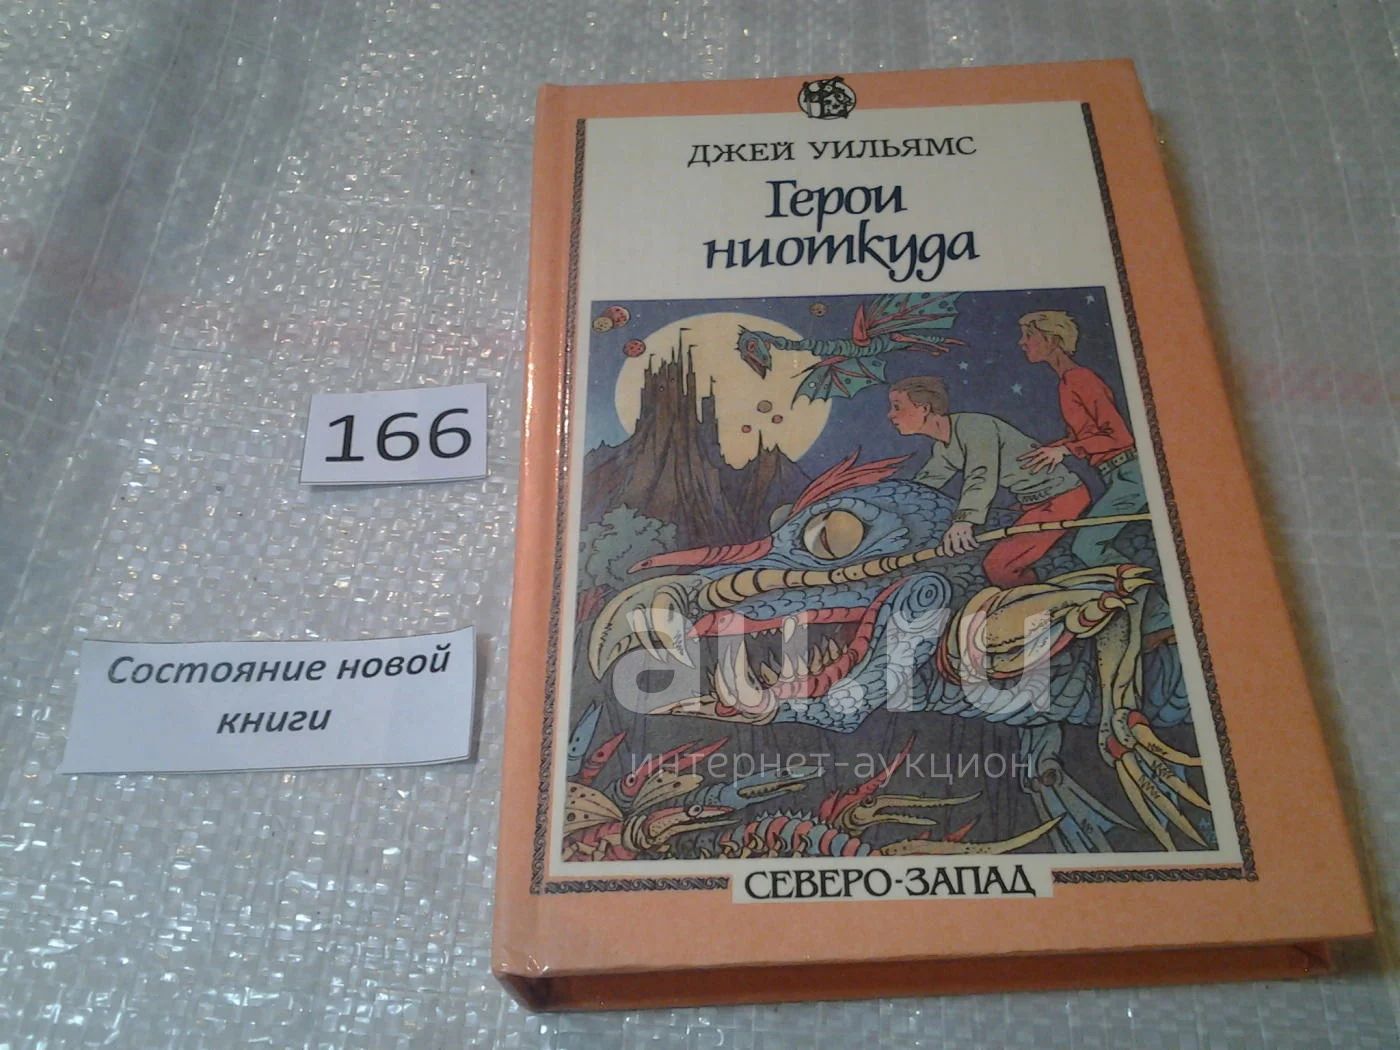 ДЖЕЙ УИЛЬЯМС
Герои
ниоткуда
166
Состояние новой
книги
au.ru
интернет-аукцион
СЕВЕРО-ЗАПАД